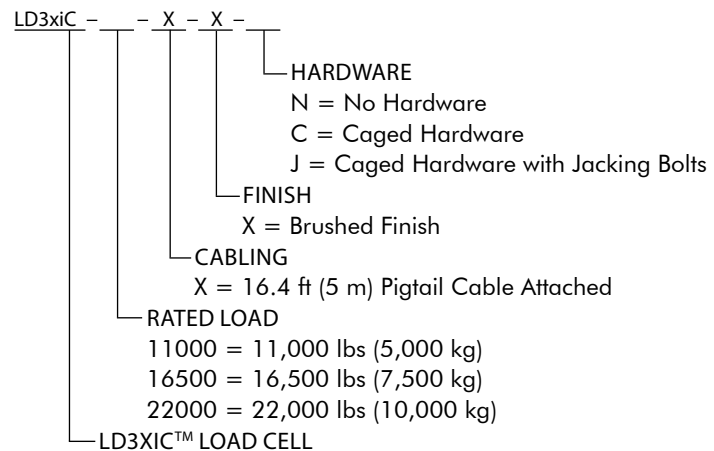 LD3xiC – – X – X –
HARDWARE
N = No Hardware
C = Caged Hardware
J = Caged Hardware with Jacking Bolts
FINISH
X = Brushed Finish
CABLING
X = 16.4 ft (5 m) Pigtail Cable Attached
RATED LOAD
11000 = 11,000 lbs (5,000 kg)
16500 = 16,500 lbs (7,500 kg)
22000 = 22,000 lbs (10,000 kg)
LD3XIC™ LOAD CELL